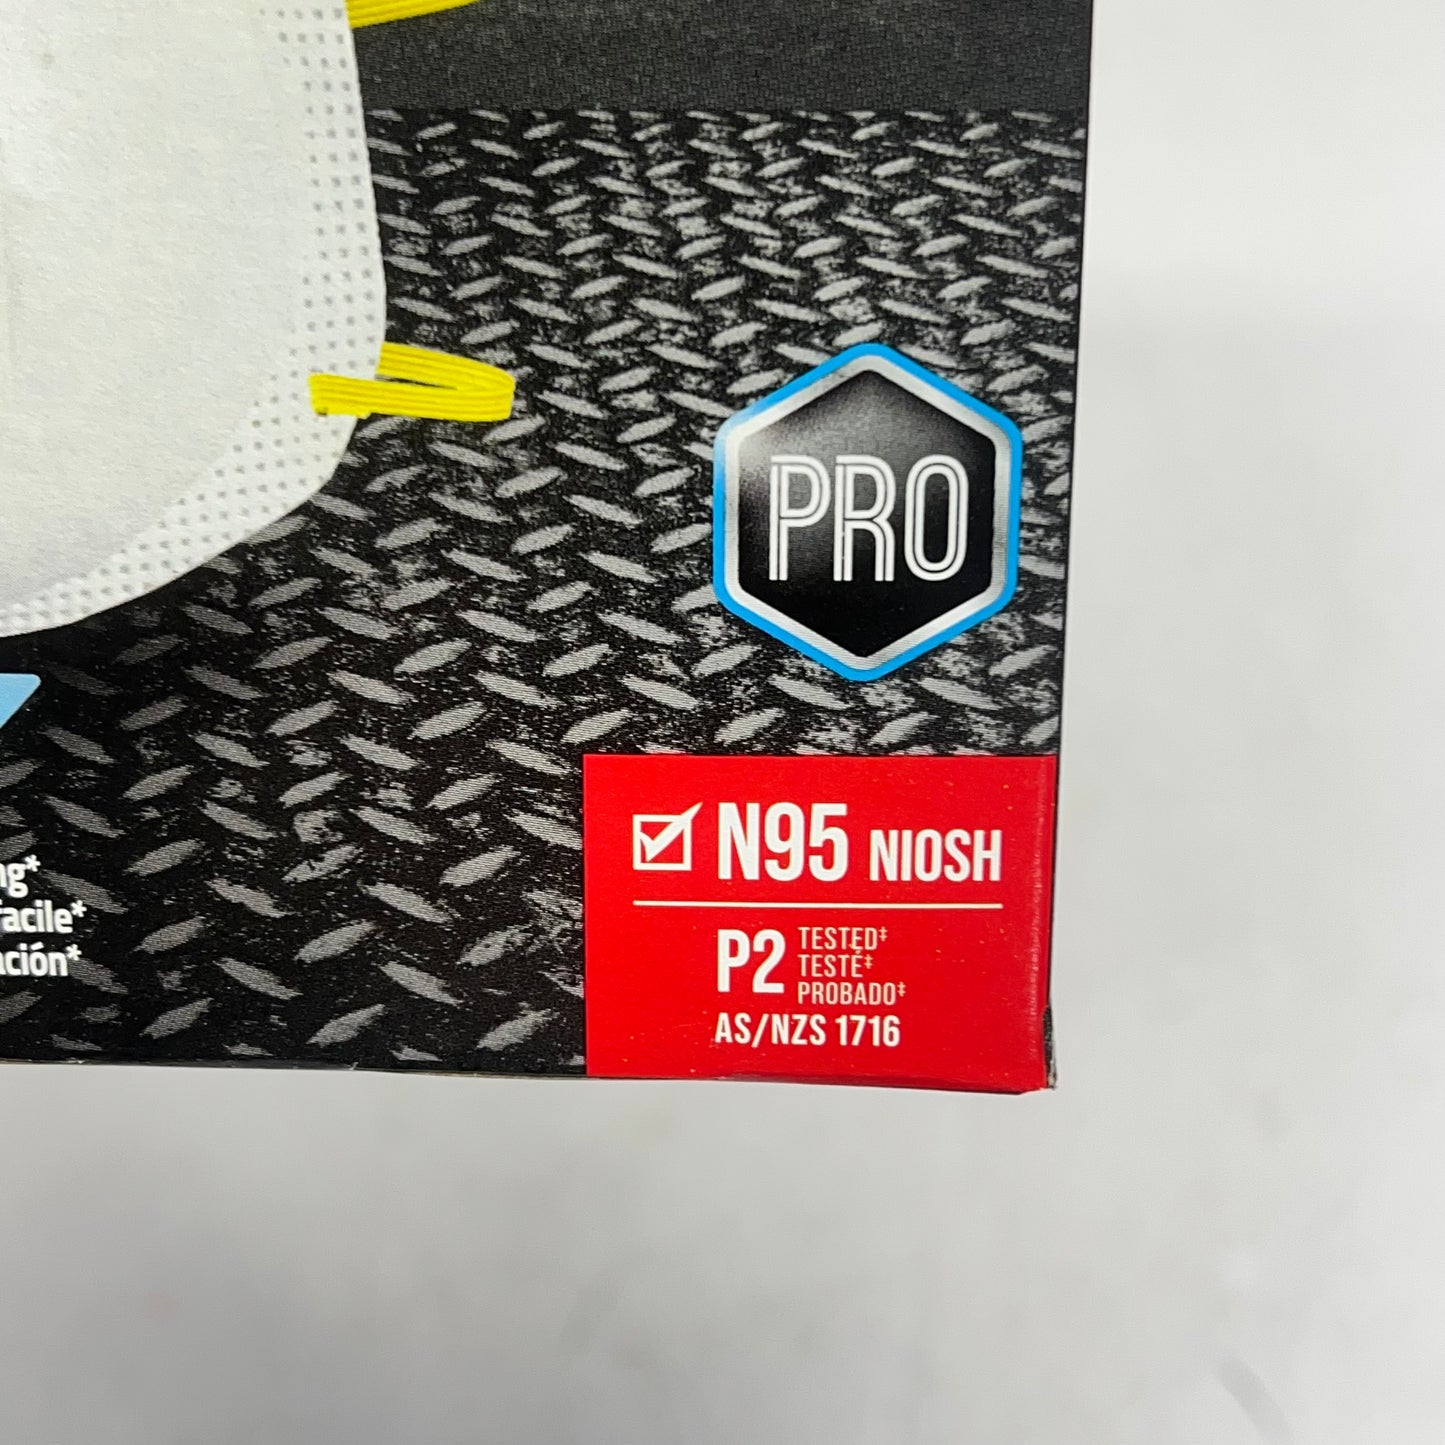 PRO
N95 NIOSH
P2 TESTED‡
TESTÉ‡
PROBADO‡
AS/NZS 1716